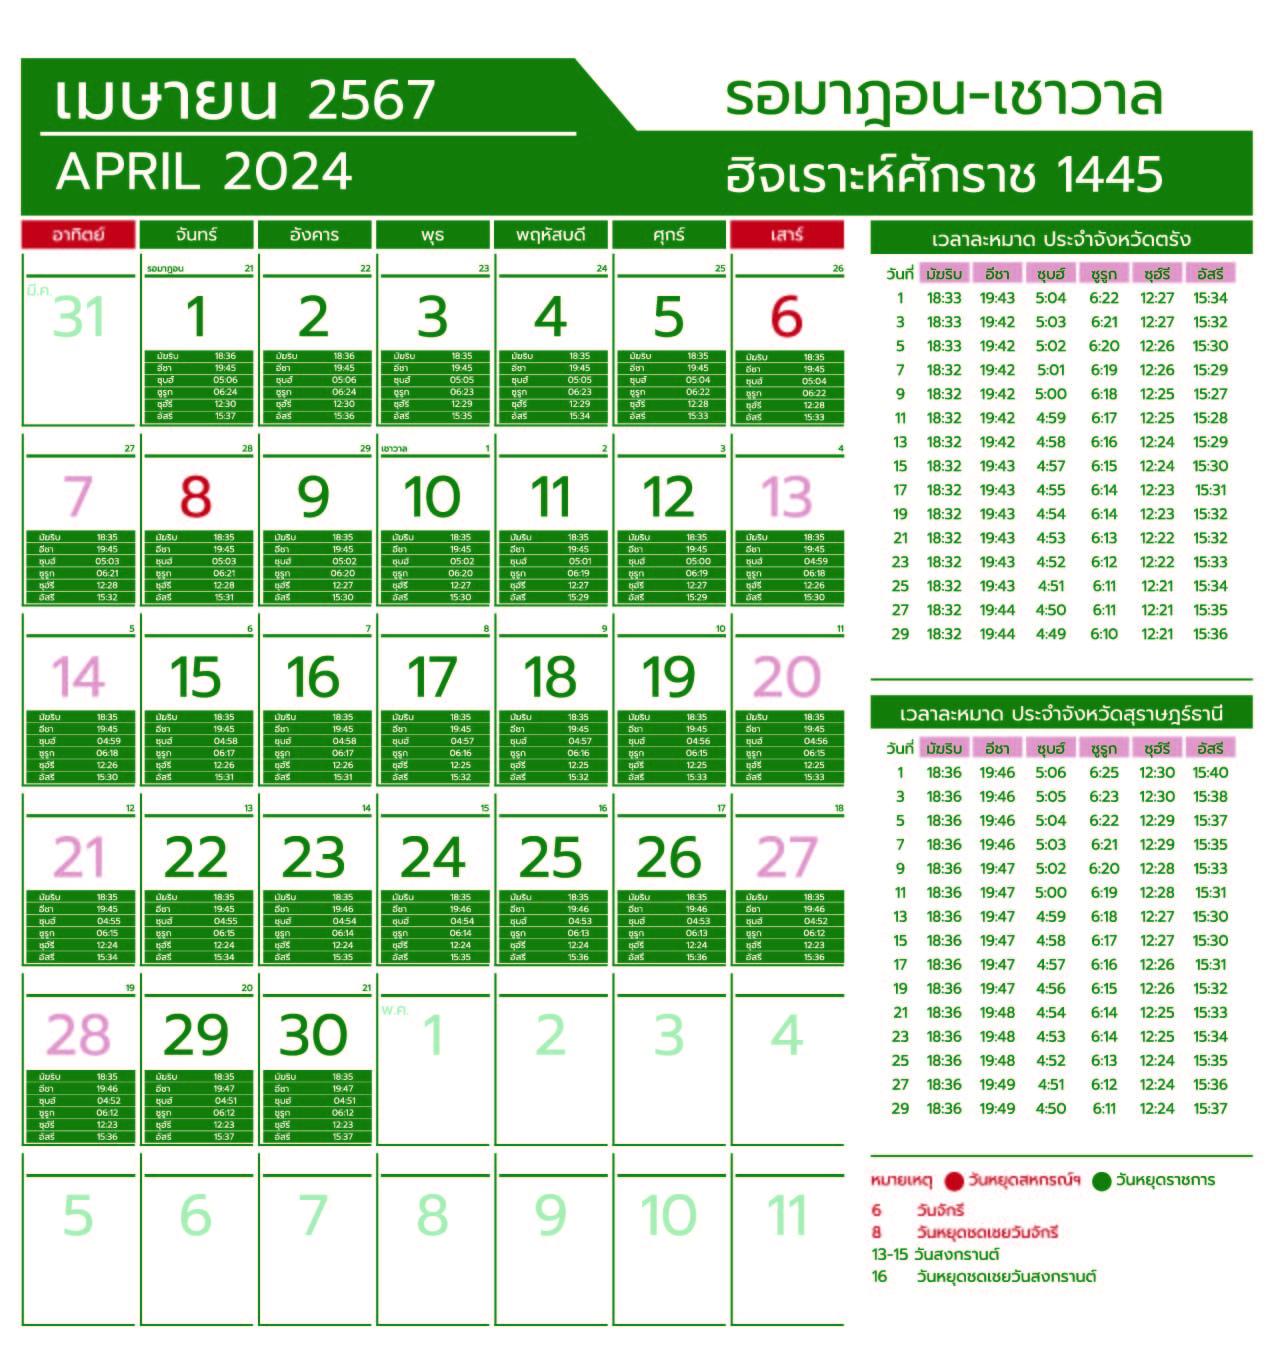 เมษายน 2567
APRIL 2024
รอมาฎอน-เชาวาล
ฮิจเราะห์ศักราช 1445
อาทิตย์ จันทร์ อังคาร พุธ พฤหัสบดี ศุกร์ เสาร์
รอมาฎอน 21 22 23 24 25 26
มี.ค.
31 1 2 3 4 5 6
มัฆริบ 18:36 มัฆริบ 18:36 มัฆริบ 18:35 มัฆริบ 18:35 มัฆริบ 18:35 มัฆริบ 18:35
อีชา 19:45 อีชา 19:45 อีชา 19:45 อีชา 19:45 อีชา 19:45 อีชา 19:45
ซุบฮ์ 05:06 ซุบฮ์ 05:06 ซุบฮ์ 05:05 ซุบฮ์ 05:05 ซุบฮ์ 05:04 ซุบฮ์ 05:04
ซูรูก 06:24 ซูรูก 06:24 ซูรูก 06:23 ซูรูก 06:23 ซูรูก 06:22 ซูรูก 06:22
ซุฮ์รี 12:30 ซุฮ์รี 12:30 ซุฮ์รี 12:29 ซุฮ์รี 12:29 ซุฮ์รี 12:28 ซุฮ์รี 12:28
อัสรี 15:37 อัสรี 15:36 อัสรี 15:35 อัสรี 15:34 อัสรี 15:33 อัสรี 15:33
27 28 29 เชาวาล 1 2 3 4
7 8 9 10 11 12 13
มัฆริบ 18:35 มัฆริบ 18:35 มัฆริบ 18:35 มัฆริบ 18:35 มัฆริบ 18:35 มัฆริบ 18:35 มัฆริบ 18:35
อีชา 19:45 อีชา 19:45 อีชา 19:45 อีชา 19:45 อีชา 19:45 อีชา 19:45 อีชา 19:45
ซุบฮ์ 05:03 ซุบฮ์ 05:03 ซุบฮ์ 05:02 ซุบฮ์ 05:02 ซุบฮ์ 05:01 ซุบฮ์ 05:00 ซุบฮ์ 04:59
ซูรูก 06:21 ซูรูก 06:21 ซูรูก 06:20 ซูรูก 06:20 ซูรูก 06:19 ซูรูก 06:19 ซูรูก 06:18
ซุฮ์รี 12:28 ซุฮ์รี 12:28 ซุฮ์รี 12:27 ซุฮ์รี 12:27 ซุฮ์รี 12:27 ซุฮ์รี 12:27 ซุฮ์รี 12:26
อัสรี 15:32 อัสรี 15:31 อัสรี 15:30 อัสรี 15:30 อัสรี 15:29 อัสรี 15:29 อัสรี 15:30
5 6 7 8 9 10 11
14 15 16 17 18 19 20
มัฆริบ 18:35 มัฆริบ 18:35 มัฆริบ 18:35 มัฆริบ 18:35 มัฆริบ 18:35 มัฆริบ 18:35 มัฆริบ 18:35
อีชา 19:45 อีชา 19:45 อีชา 19:45 อีชา 19:45 อีชา 19:45 อีชา 19:45 อีชา 19:45
ซุบฮ์ 04:59 ซุบฮ์ 04:58 ซุบฮ์ 04:58 ซุบฮ์ 04:57 ซุบฮ์ 04:57 ซุบฮ์ 04:56 ซุบฮ์ 04:56
ซูรูก 06:18 ซูรูก 06:17 ซูรูก 06:17 ซูรูก 06:16 ซูรูก 06:16 ซูรูก 06:15 ซูรูก 06:15
ซุฮ์รี 12:26 ซุฮ์รี 12:26 ซุฮ์รี 12:26 ซุฮ์รี 12:25 ซุฮ์รี 12:25 ซุฮ์รี 12:25 ซุฮ์รี 12:25
อัสรี 15:30 อัสรี 15:31 อัสรี 15:31 อัสรี 15:32 อัสรี 15:32 อัสรี 15:33 อัสรี 15:33
12 13 14 15 16 17 18
21 22 23 24 25 26 27
มัฆริบ 18:35 มัฆริบ 18:35 มัฆริบ 18:35 มัฆริบ 18:35 มัฆริบ 18:35 มัฆริบ 18:35 มัฆริบ 18:35
อีชา 19:45 อีชา 19:45 อีชา 19:46 อีชา 19:46 อีชา 19:46 อีชา 19:46 อีชา 19:46
ซุบฮ์ 04:55 ซุบฮ์ 04:55 ซุบฮ์ 04:54 ซุบฮ์ 04:54 ซุบฮ์ 04:53 ซุบฮ์ 04:53 ซุบฮ์ 04:52
ซูรูก 06:15 ซูรูก 06:15 ซูรูก 06:14 ซูรูก 06:14 ซูรูก 06:13 ซูรูก 06:13 ซูรูก 06:12
ซุฮ์รี 12:24 ซุฮ์รี 12:24 ซุฮ์รี 12:24 ซุฮ์รี 12:24 ซุฮ์รี 12:24 ซุฮ์รี 12:24 ซุฮ์รี 12:23
อัสรี 15:34 อัสรี 15:34 อัสรี 15:35 อัสรี 15:35 อัสรี 15:36 อัสรี 15:36 อัสรี 15:36
19 20 21
พ.ค.
28 29 30 1 2 3 4
มัฆริบ 18:35 มัฆริบ 18:35 มัฆริบ 18:35
อีชา 19:46 อีชา 19:47 อีชา 19:47
ซุบฮ์ 04:52 ซุบฮ์ 04:51 ซุบฮ์ 04:51
ซูรูก 06:12 ซูรูก 06:12 ซูรูก 06:12
ซุฮ์รี 12:23 ซุฮ์รี 12:23 ซุฮ์รี 12:23
อัสรี 15:36 อัสรี 15:37 อัสรี 15:37
5 6 7 8 9 10 11
เวลาละหมาด ประจำจังหวัดตรัง
วันที่ มัฆริบ อีชา ซุบฮ์ ซูรูก ซุฮ์รี อัสรี
1 18:33 19:43 5:04 6:22 12:27 15:34
3 18:33 19:42 5:03 6:21 12:27 15:32
5 18:33 19:42 5:02 6:20 12:26 15:30
7 18:32 19:42 5:01 6:19 12:26 15:29
9 18:32 19:42 5:00 6:18 12:25 15:27
11 18:32 19:42 4:59 6:17 12:25 15:28
13 18:32 19:42 4:58 6:16 12:24 15:29
15 18:32 19:43 4:57 6:15 12:24 15:30
17 18:32 19:43 4:55 6:14 12:23 15:31
19 18:32 19:43 4:54 6:14 12:23 15:32
21 18:32 19:43 4:53 6:13 12:22 15:32
23 18:32 19:43 4:52 6:12 12:22 15:33
25 18:32 19:43 4:51 6:11 12:21 15:34
27 18:32 19:44 4:50 6:11 12:21 15:35
29 18:32 19:44 4:49 6:10 12:21 15:36
เวลาละหมาด ประจำจังหวัดสุราษฎร์ธานี
วันที่ มัฆริบ อีชา ซุบฮ์ ซูรูก ซุฮ์รี อัสรี
1 18:36 19:46 5:06 6:25 12:30 15:40
3 18:36 19:46 5:05 6:23 12:30 15:38
5 18:36 19:46 5:04 6:22 12:29 15:37
7 18:36 19:46 5:03 6:21 12:29 15:35
9 18:36 19:47 5:02 6:20 12:28 15:33
11 18:36 19:47 5:00 6:19 12:28 15:31
13 18:36 19:47 4:59 6:18 12:27 15:30
15 18:36 19:47 4:58 6:17 12:27 15:30
17 18:36 19:47 4:57 6:16 12:26 15:31
19 18:36 19:47 4:56 6:15 12:26 15:32
21 18:36 19:48 4:54 6:14 12:25 15:33
23 18:36 19:48 4:53 6:14 12:25 15:34
25 18:36 19:48 4:52 6:13 12:24 15:35
27 18:36 19:49 4:51 6:12 12:24 15:36
29 18:36 19:49 4:50 6:11 12:24 15:37
หมายเหตุ วันหยุดสหกรณ์ฯ วันหยุดราชการ
6 วันจักรี
8 วันหยุดชดเชยวันจักรี
13-15 วันสงกรานต์
16 วันหยุดชดเชยวันสงกรานต์